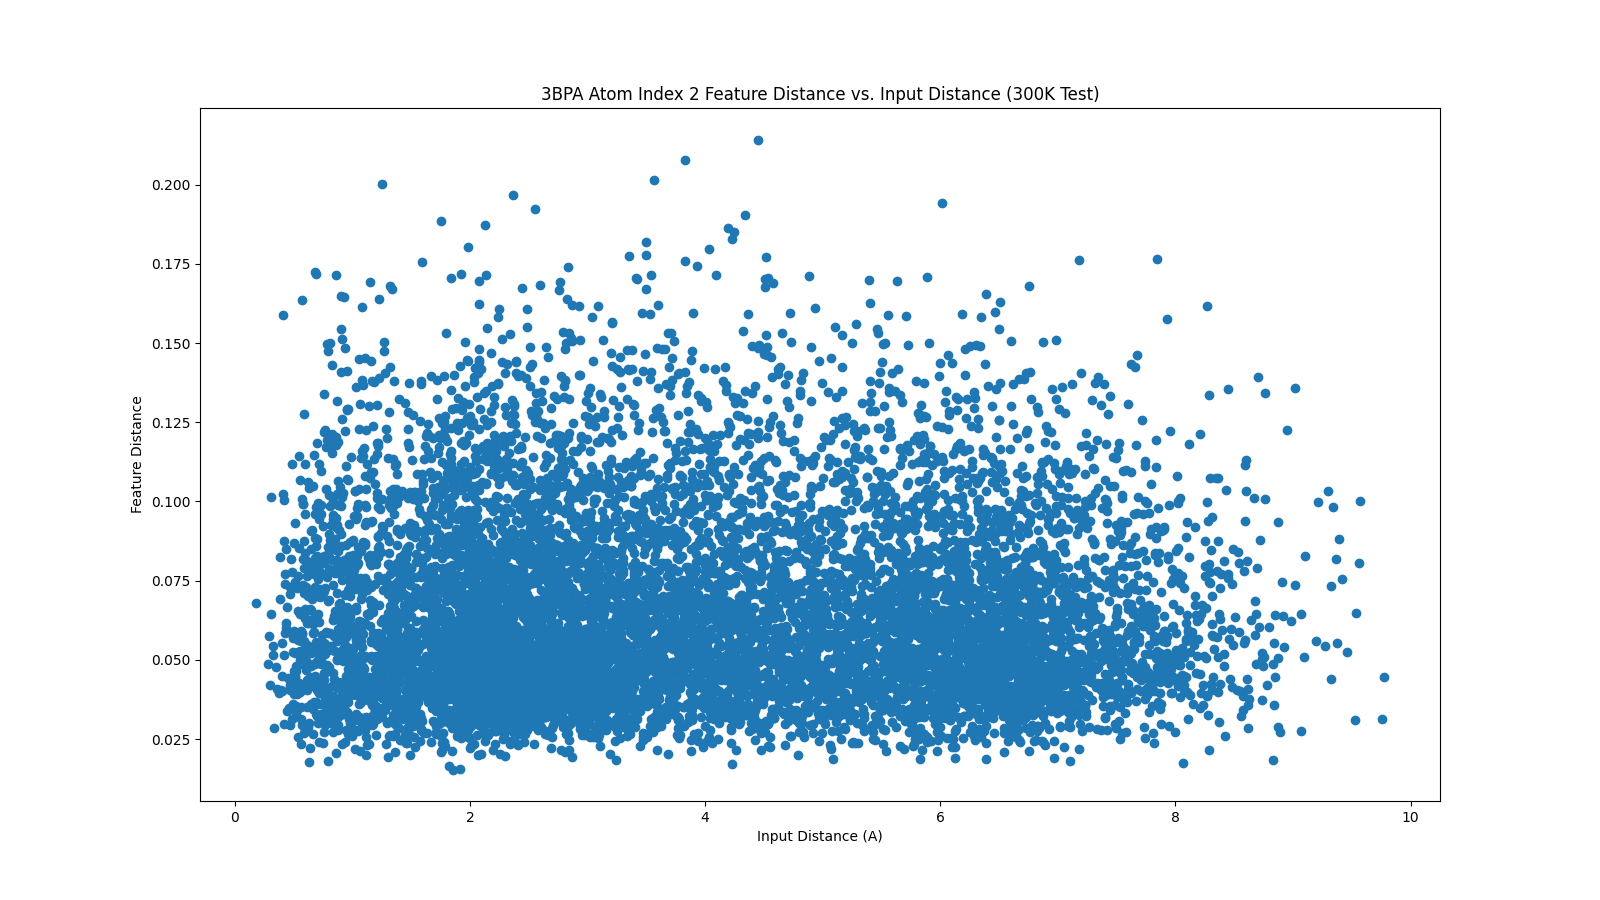 3BPA Atom Index 2 Feature Distance vs. Input Distance (300K Test)
0.200
0.175
0.150
0.125
0.100
0.075
0.050
0.025
Feature Distance
0 2 4 6 8 10
Input Distance (A)